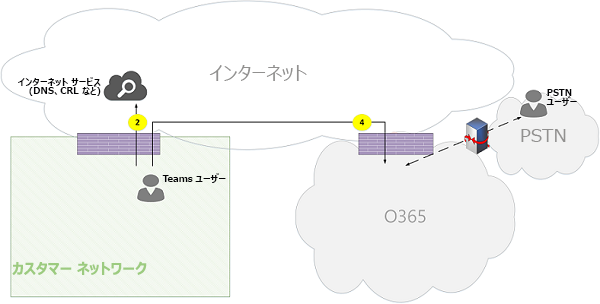 インターネット
インターネット サービス
(DNS、CRL など)
2
4
PSTN
ユーザー
PSTN
Teams ユーザー
O365
カスタマー ネットワーク